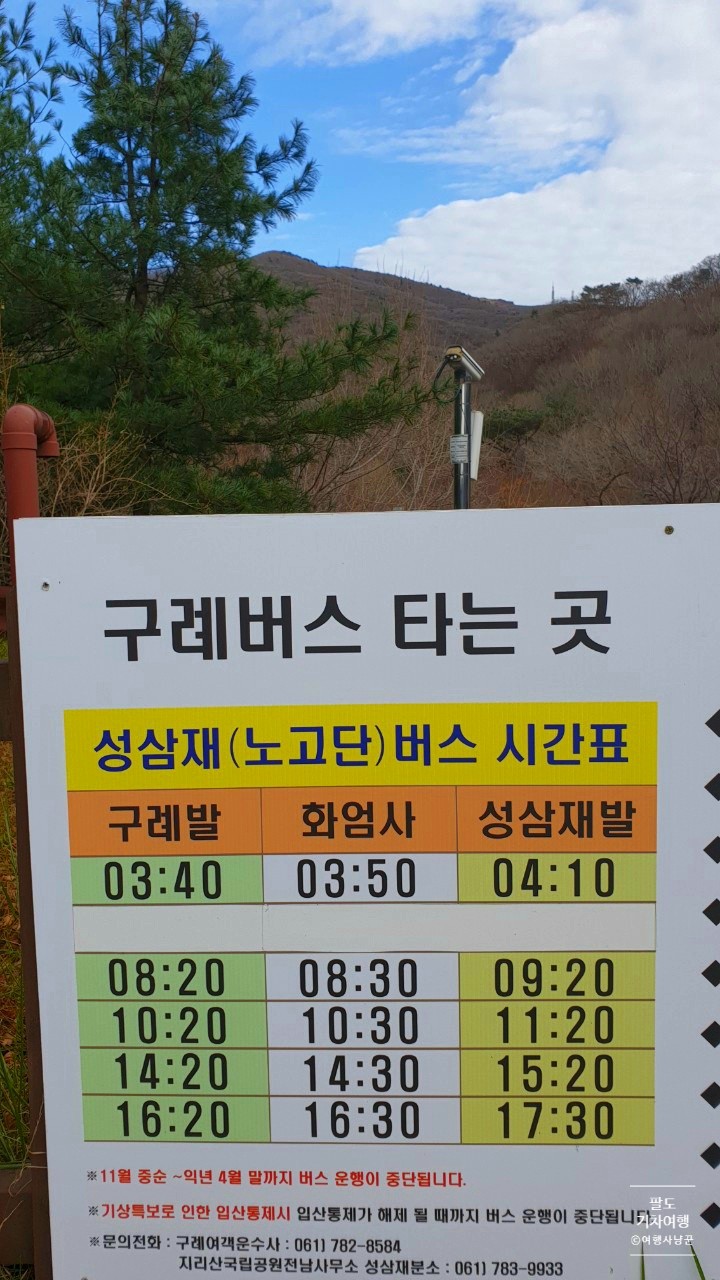 구례버스 타는 곳
성삼재(노고단)버스 시간표
구례발 화엄사 성삼재발
03:40 03:50 04:10
08:20 08:30 09:20
10:20 10:30 11:20
14:20 14:30 15:20
16:20 16:30 17:30
※11월 중순 ~익년 4월 말까지 버스 운행이 중단됩니다.
※기상특보로 인한 입산통제시 입산통제가 해제 될 때까지 버스 운행이 중단됩니다
※문의전화 : 구례여객운수사 : 061) 782-8584
지리산국립공원전남사무소 성삼재분소 : 061) 783-9933
팔도
기차여행
©여행사냥꾼